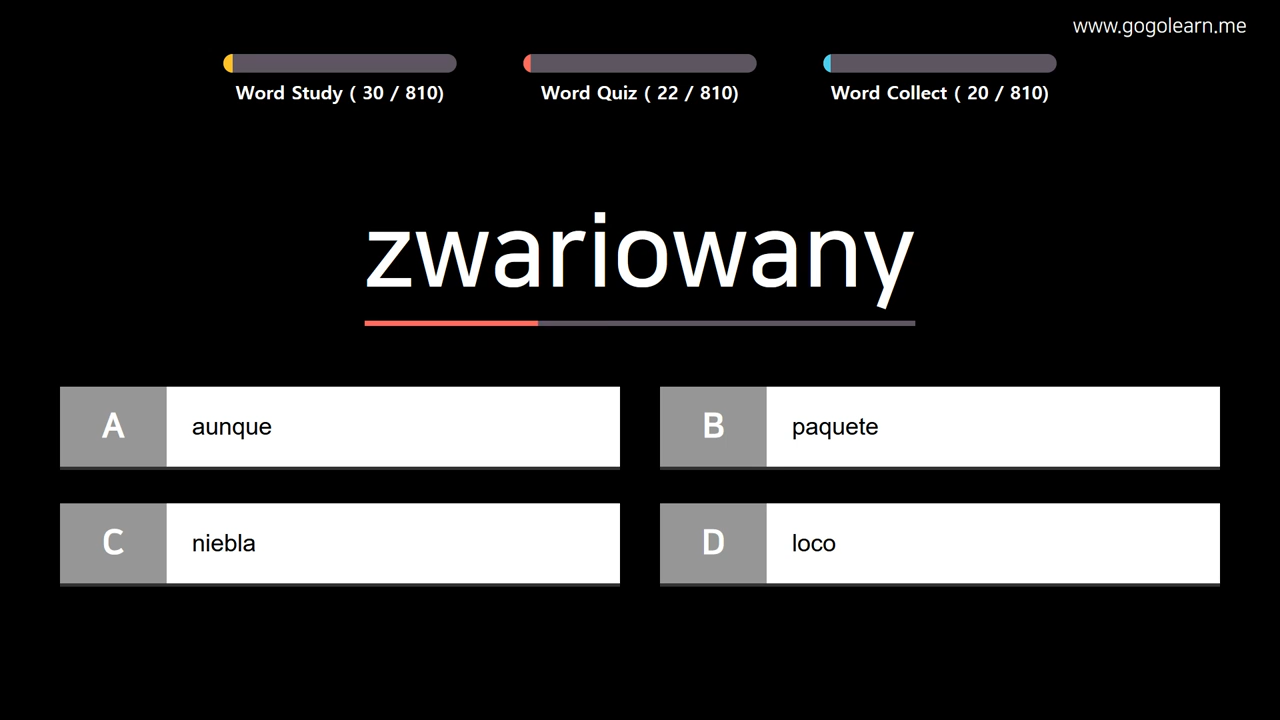 www.gogolearn.me
Word Study ( 30 / 810)
Word Quiz ( 22 / 810)
Word Collect ( 20 / 810)
zwariowany
A aunque
B paquete
C niebla
D loco